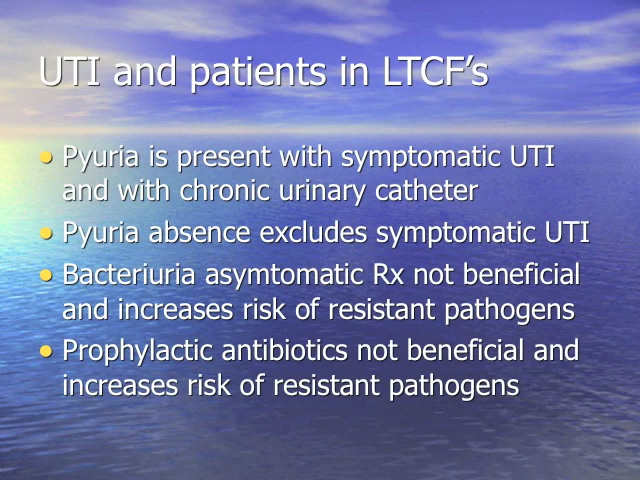 UTI and patients in LTCF's
• Pyuria is present with symptomatic UTI
and with chronic urinary catheter
• Pyuria absence excludes symptomatic UTI
• Bacteriuria asymtomatic Rx not beneficial
and increases risk of resistant pathogens
• Prophylactic antibiotics not beneficial and
increases risk of resistant pathogens